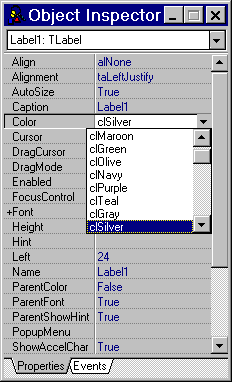 Object Inspector
Label1: TLabel
Align alNone
Alignment taLeftJustify
AutoSize True
Caption Label1
Color clSilver
Cursor clMaroon
DragCursor clGreen
DragMode clOlive
Enabled clNavy
FocusControl clPurple
+Font clTeal
Height clGray
Hint clSilver
Left 24
Name Label1
ParentColor False
ParentFont True
ParentShowHint True
PopupMenu
ShowAccelChar True
Properties Events